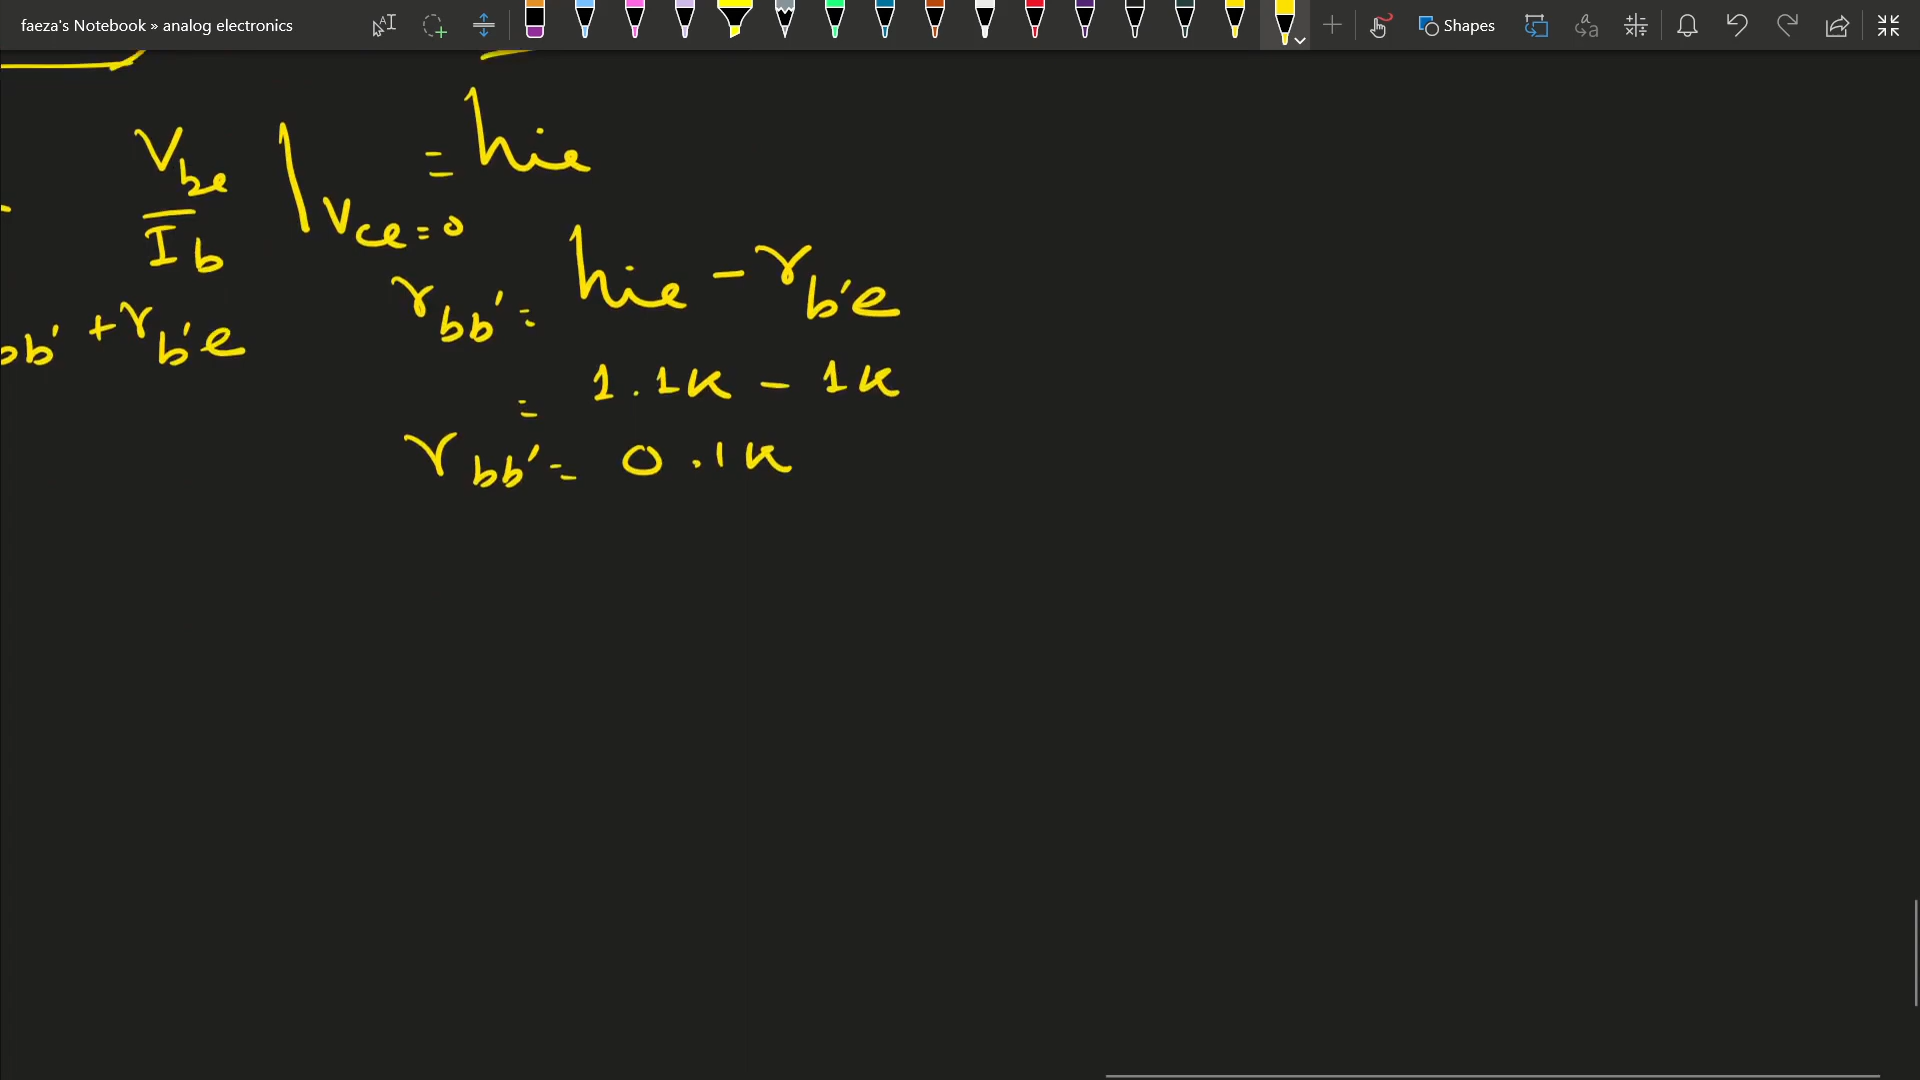 faeza's Notebook » analog electronics
Shapes
Vbe / Ib | Vce=0 = hie
bb' + rb'e
rbb' = hie - rb'e
= 1.1K - 1K
rbb' = 0.1K